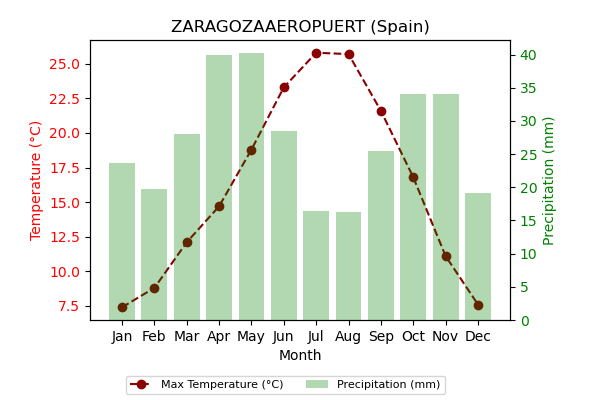 ZARAGOZAAEROPUERT (Spain)
25.0
22.5
20.0
17.5
15.0
12.5
10.0
7.5
Temperature (°C)
40
35
30
25
20
15
10
5
0
Precipitation (mm)
Jan Feb Mar Apr May Jun Jul Aug Sep Oct Nov Dec
Month
Max Temperature (°C) Precipitation (mm)